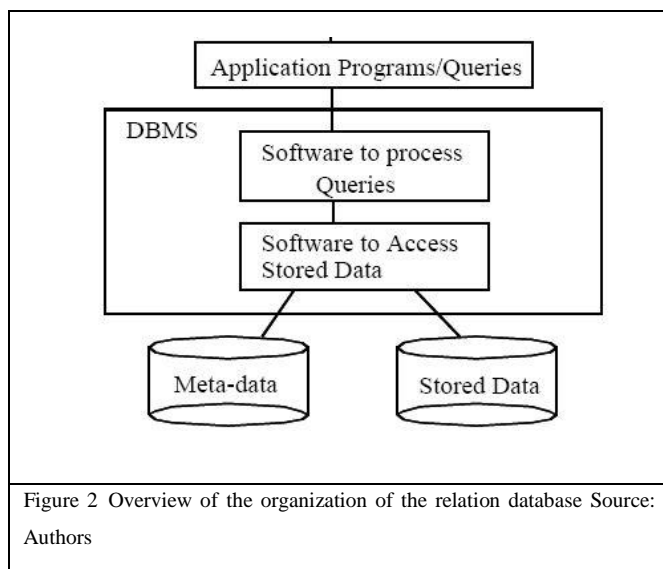 Application Programs/Queries
DBMS
Software to process
Queries
Software to Access
Stored Data
Meta-data
Stored Data
Figure 2 Overview of the organization of the relation database Source:
Authors